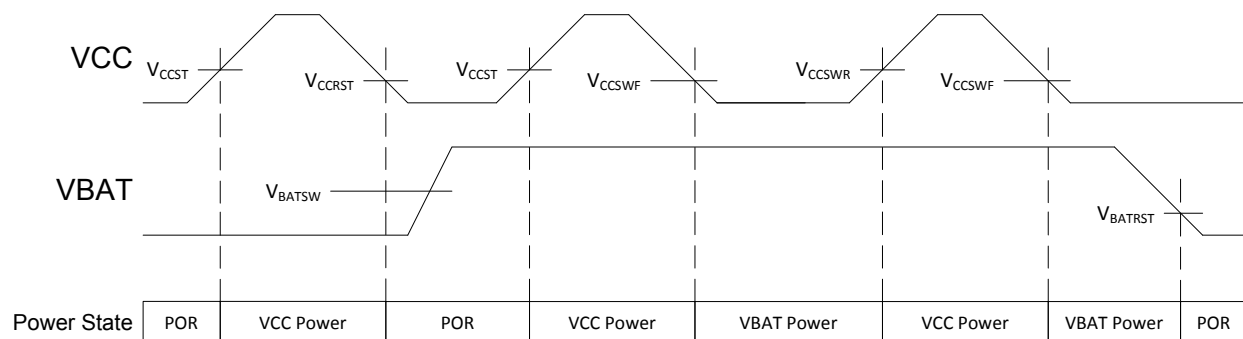 VCC
VCCST
VCCRST
VCCST
VCCSWF
VCCSWR
VCCSWF
VBAT
VBATSW
VBATRST
Power State POR VCC Power POR VCC Power VBAT Power VCC Power VBAT Power POR